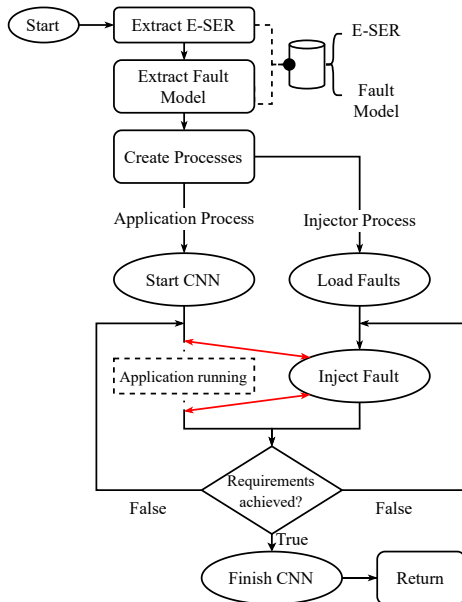 Start
Extract E-SER
E-SER
Extract Fault
Model
Fault
Model
Create Processes
Application Process
Injector Process
Start CNN
Load Faults
Application running
Inject Fault
Requirements
achieved?
False
False
True
Finish CNN
Return